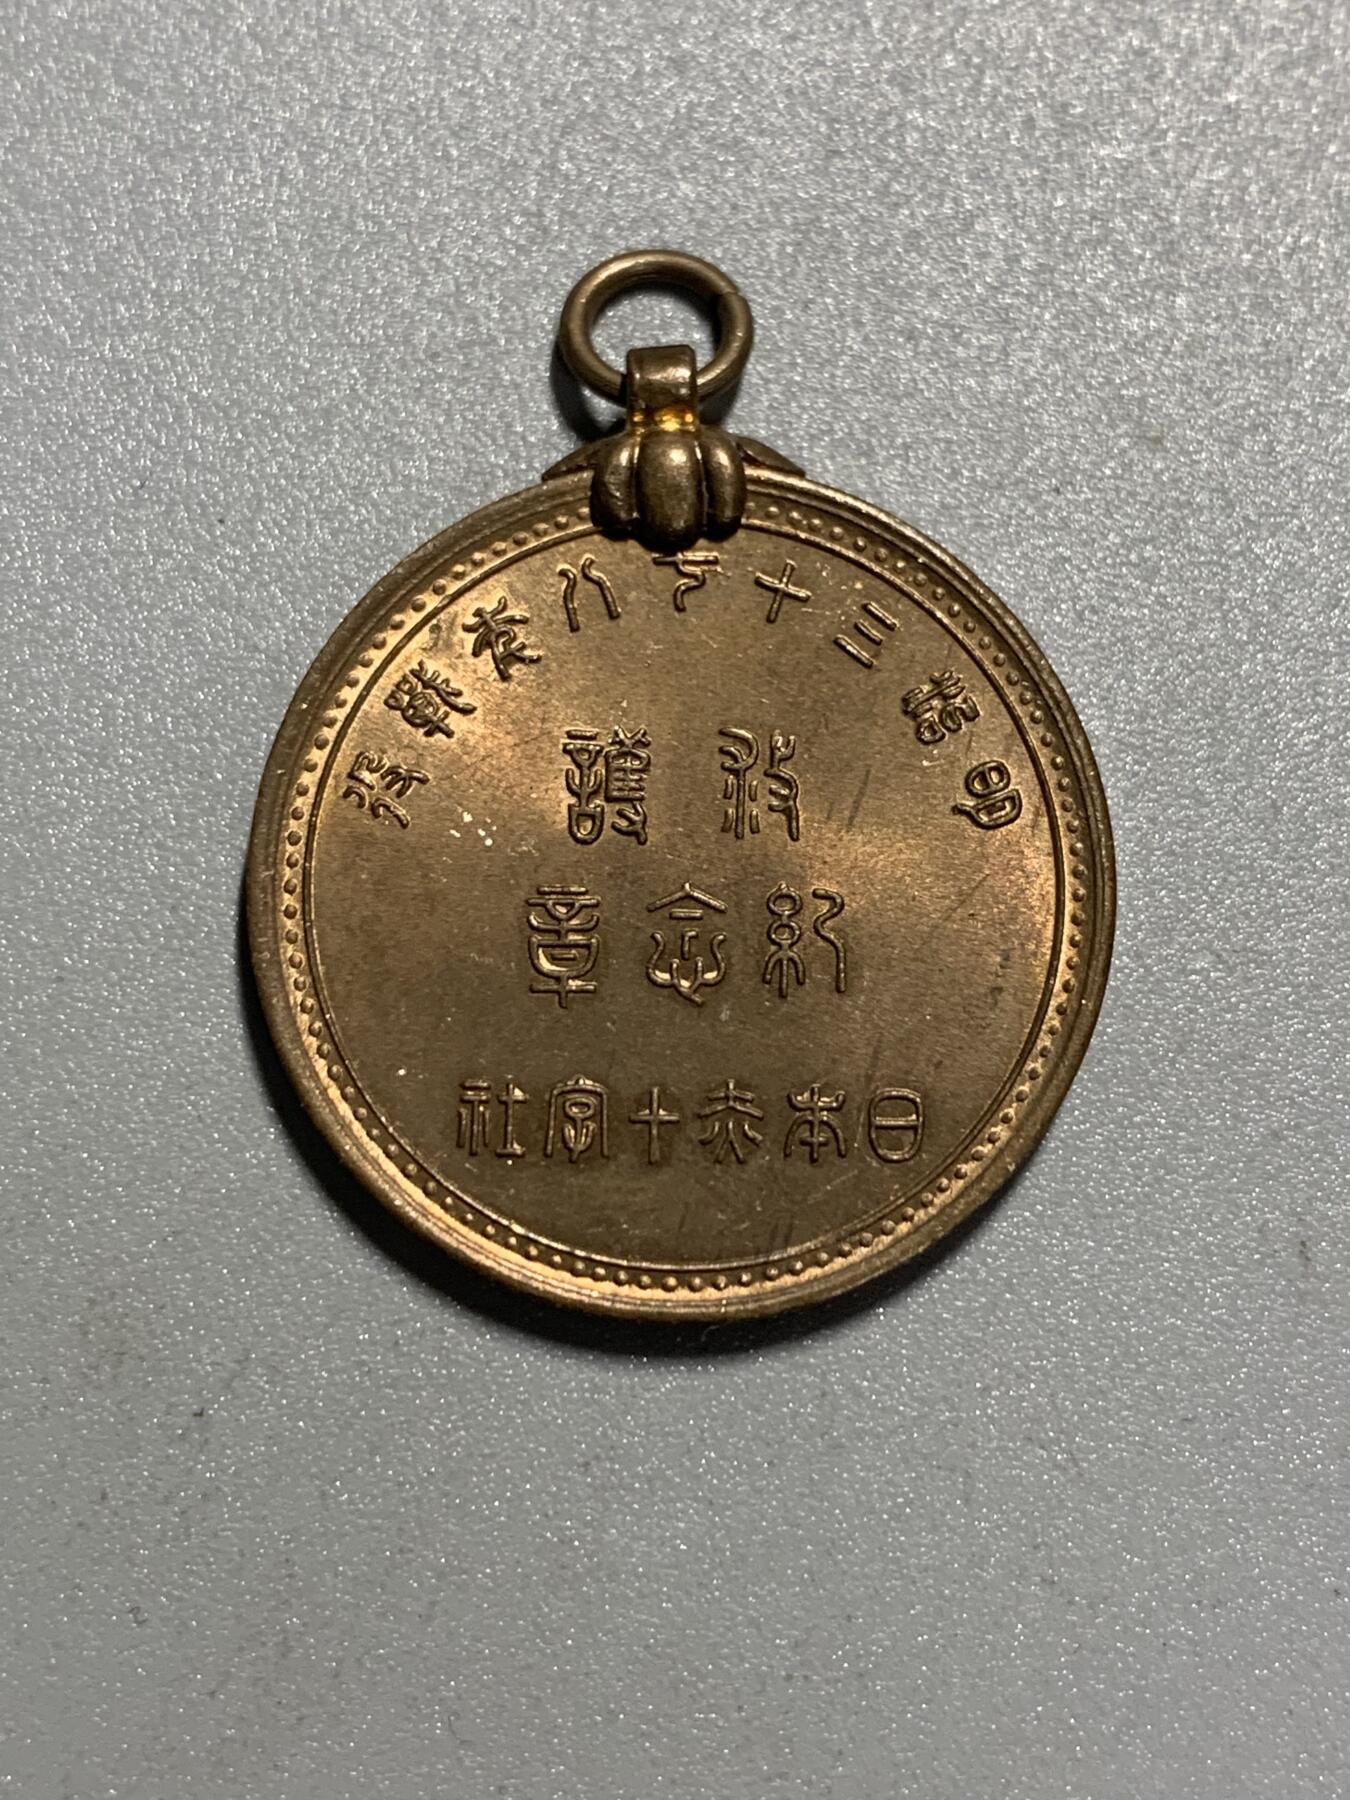 明治三十七八年戰役
救護
紀念章
日本赤十字社